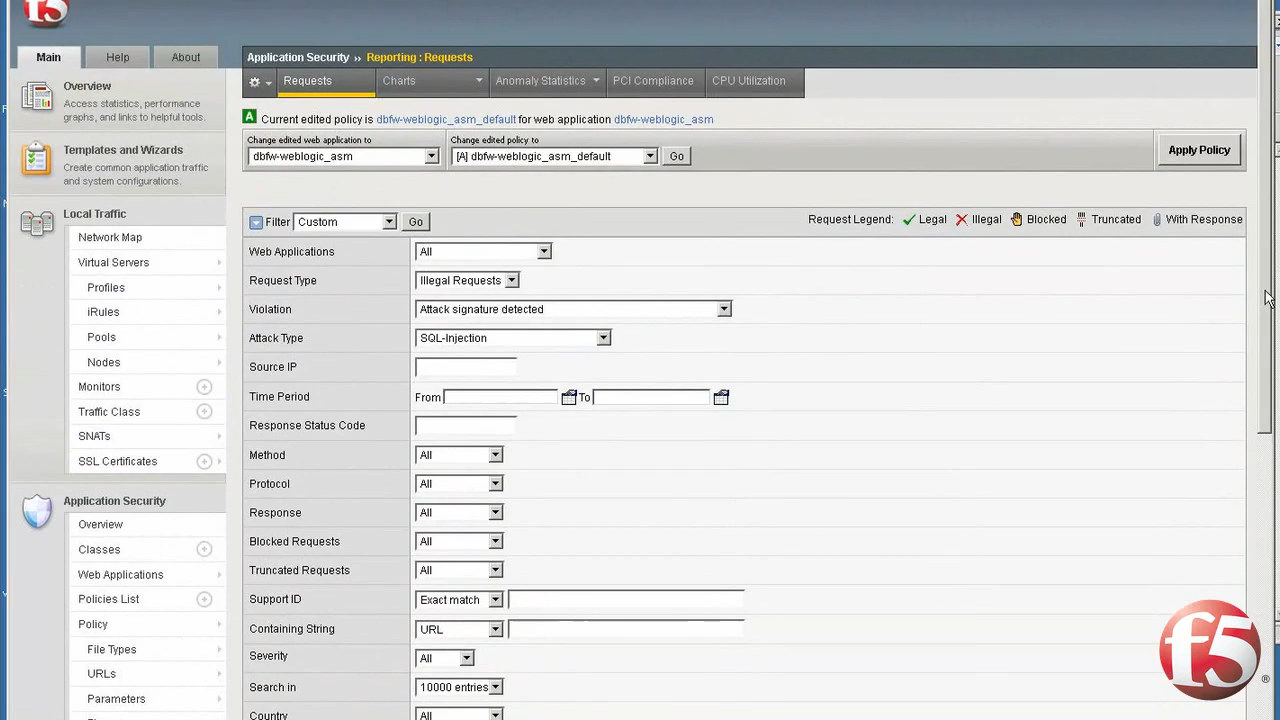 f5
Main Help About
Application Security ›› Reporting : Requests
Requests Charts Anomaly Statistics PCI Compliance CPU Utilization
Overview
Access statistics, performance
graphs, and links to helpful tools.
A Current edited policy is dbfw-weblogic_asm_default for web application dbfw-weblogic_asm
Change edited web application to Change edited policy to
dbfw-weblogic_asm [A] dbfw-weblogic_asm_default Go Apply Policy
Templates and Wizards
Create common application traffic
and system configurations.
Local Traffic
Network Map
Virtual Servers
Profiles
iRules
Pools
Nodes
Monitors
Traffic Class
SNATs
SSL Certificates
Application Security
Overview
Classes
Web Applications
Policies List
Policy
File Types
URLs
Parameters
Filter Custom Go Request Legend: Legal Illegal Blocked Truncated With Response
Web Applications All
Request Type Illegal Requests
Violation Attack signature detected
Attack Type SQL-Injection
Source IP
Time Period From To
Response Status Code
Method All
Protocol All
Response All
Blocked Requests All
Truncated Requests All
Support ID Exact match
Containing String URL
Severity All
Search in 10000 entries
Country All
f5 ®